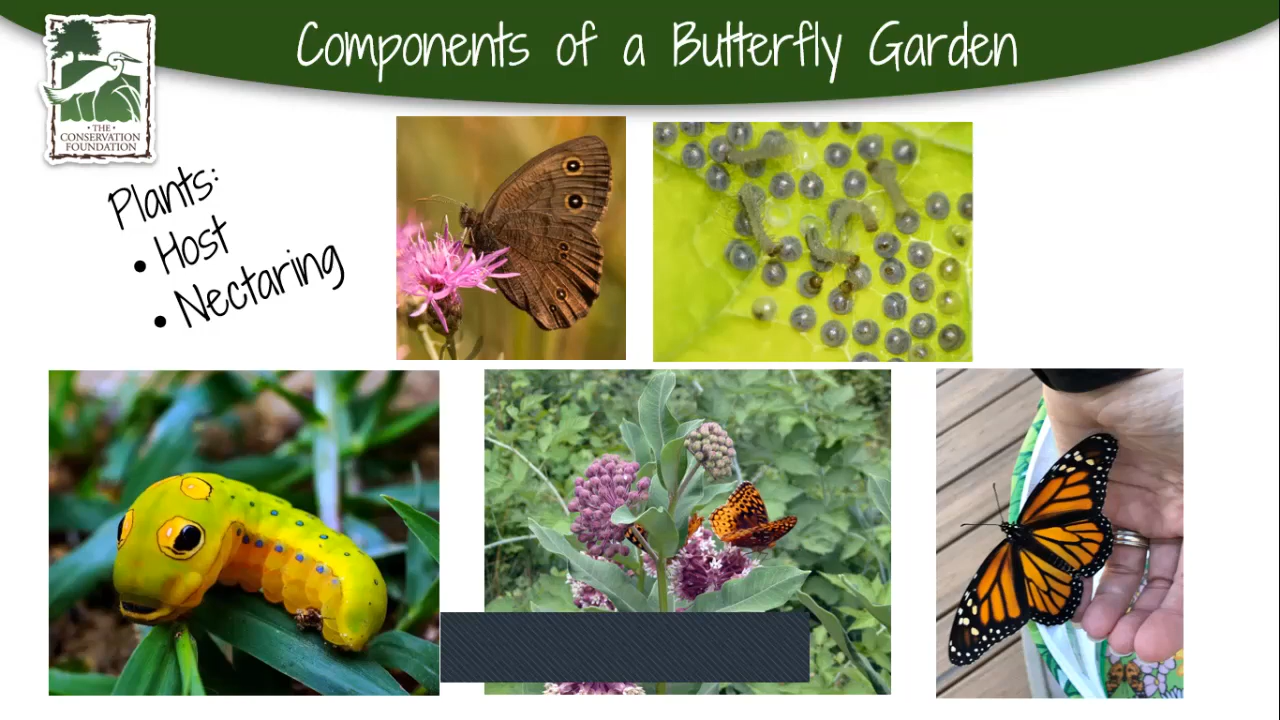 Components of a Butterfly Garden
• THE •
CONSERVATION
FOUNDATION
Plants:
• Host
• Nectaring